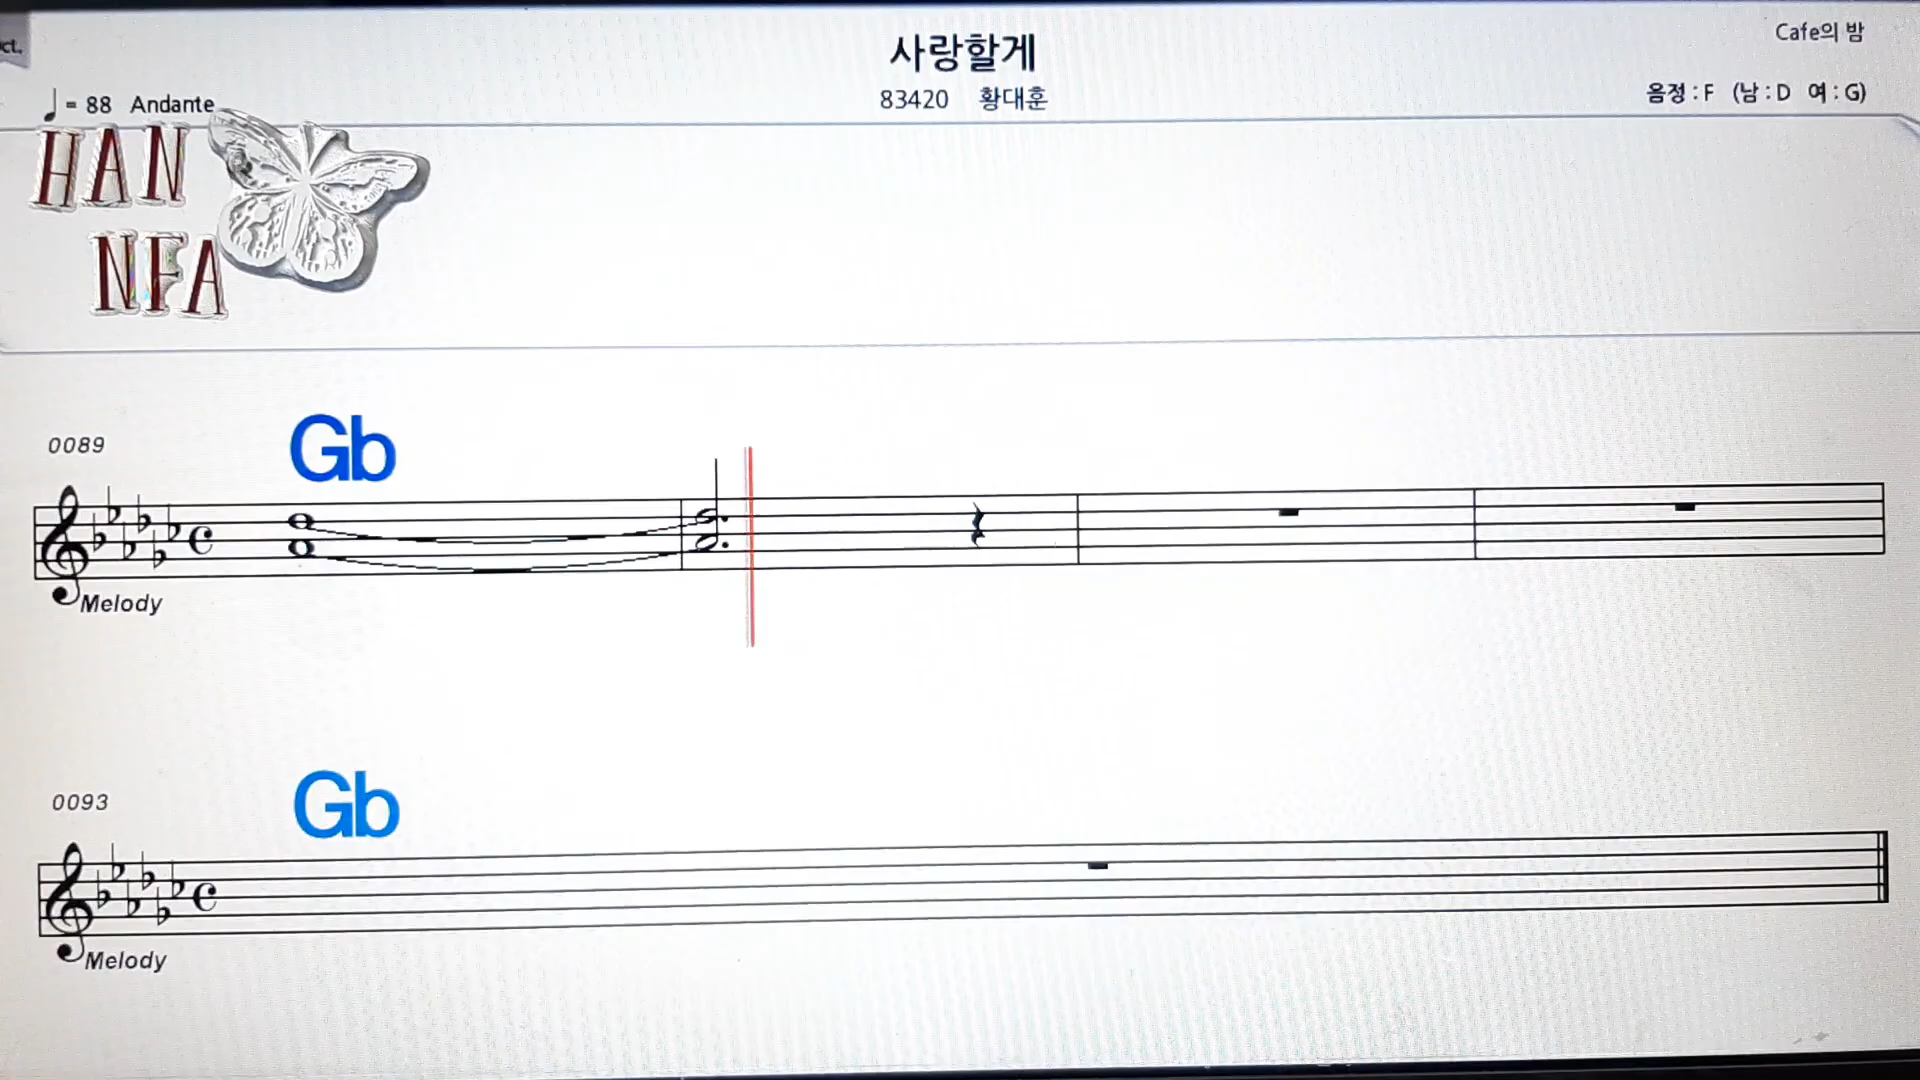 ct.
사랑할게
Cafe의 밤
♩ = 88 Andante
83420 황대훈
음정 : F (남 : D 여 : G)
HAN
NFA
0089
Gb
Melody
0093
Gb
Melody